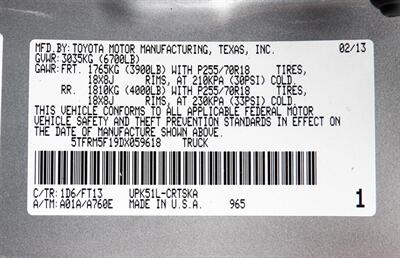 MFD.BY: TOYOTA MOTOR MANUFACTURING, TEXAS, INC. 02/13
GVWR: 3035KG (6700LB)
GAWR: FRT. 1765KG (3900LB) WITH P255/70R18 TIRES,
18X8J RIMS, AT 210KPA (30PSI) COLD.
RR. 1810KG (4000LB) WITH P255/70R18 TIRES,
18X8J RIMS, AT 230KPA (33PSI) COLD.
THIS VEHICLE CONFORMS TO ALL APPLICABLE FEDERAL MOTOR
VEHICLE SAFETY AND THEFT PREVENTION STANDARDS IN EFFECT ON
THE DATE OF MANUFACTURE SHOWN ABOVE.
5TFRM5F19DX059618 TRUCK
C/TR: 1D6/FT13 UPK51L-CRTSKA
A/TM: A01A/A760E MADE IN U.S.A. 965 1